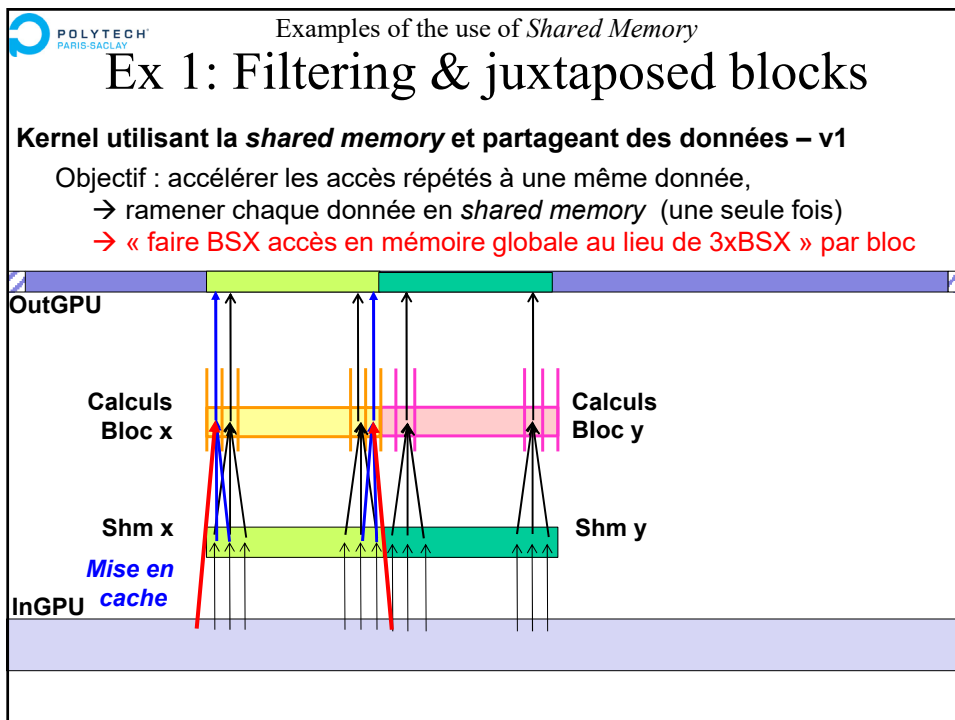 POLYTECH'
PARIS-SACLAY
Examples of the use of Shared Memory
Ex 1: Filtering & juxtaposed blocks
Kernel utilisant la shared memory et partageant des données – v1
Objectif : accélérer les accès répétés à une même donnée,
→ ramener chaque donnée en shared memory (une seule fois)
→ « faire BSX accès en mémoire globale au lieu de 3xBSX » par bloc
OutGPU
Calculs
Bloc x
Calculs
Bloc y
Shm x
Shm y
Mise en
cache
InGPU